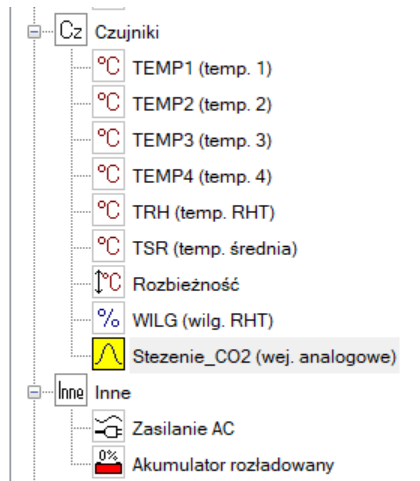 Cz Czujniki
°C TEMP1 (temp. 1)
°C TEMP2 (temp. 2)
°C TEMP3 (temp. 3)
°C TEMP4 (temp. 4)
°C TRH (temp. RHT)
°C TSR (temp. średnia)
°C Rozbieżność
% WILG (wilg. RHT)
Stezenie_CO2 (wej. analogowe)
Inne Inne
Zasilanie AC
0% Akumulator rozładowany